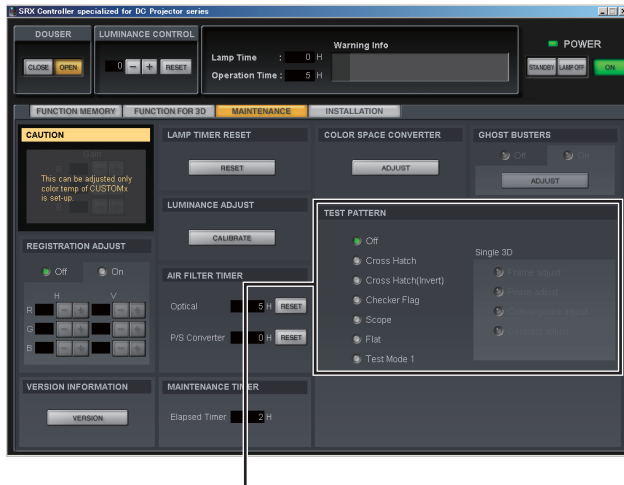 SRX Controller specialized for DC Projector series
DOUSER
CLOSE OPEN
LUMINANCE CONTROL
0 - + RESET
Lamp Time : 0 H
Operation Time : 5 H
Warning Info
POWER
STANDBY LAMP OFF ON
FUNCTION MEMORY FUNCTION FOR 3D MAINTENANCE INSTALLATION
CAUTION
This can be adjusted only
color temp of CUSTOMx
is set-up.
REGISTRATION ADJUST
Off On
H V
R - + - +
G - + - +
B - + - +
VERSION INFORMATION
VERSION
LAMP TIMER RESET
RESET
LUMINANCE ADJUST
CALIBRATE
AIR FILTER TIMER
Optical 5 H RESET
P/S Converter 0 H RESET
MAINTENANCE TIMER
Elapsed Timer 2 H
COLOR SPACE CONVERTER
ADJUST
GHOST BUSTERS
Off On
ADJUST
TEST PATTERN
Off
Cross Hatch
Cross Hatch(Invert)
Checker Flag
Scope
Flat
Test Mode 1
Single 3D
Frame adjust